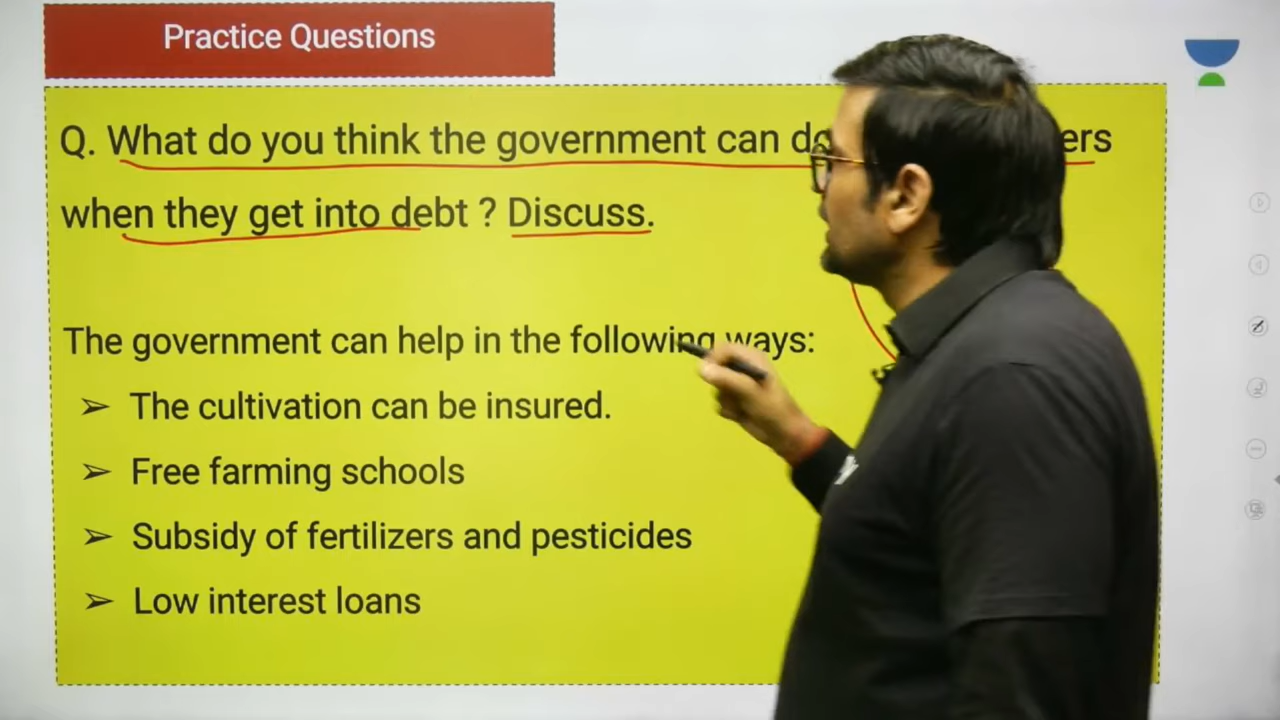 Practice Questions
Q. What do you think the government can ers
when they get into debt ? Discuss.
The government can help in the following ways:
➢ The cultivation can be insured.
➢ Free farming schools
➢ Subsidy of fertilizers and pesticides
➢ Low interest loans